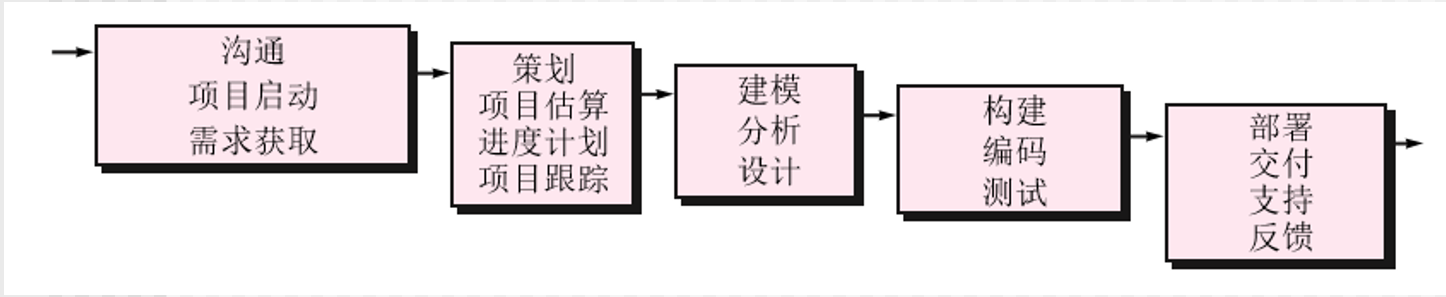 沟通
项目启动
需求获取
策划
项目估算
进度计划
项目跟踪
建模
分析
设计
构建
编码
测试
部署
交付
支持
反馈